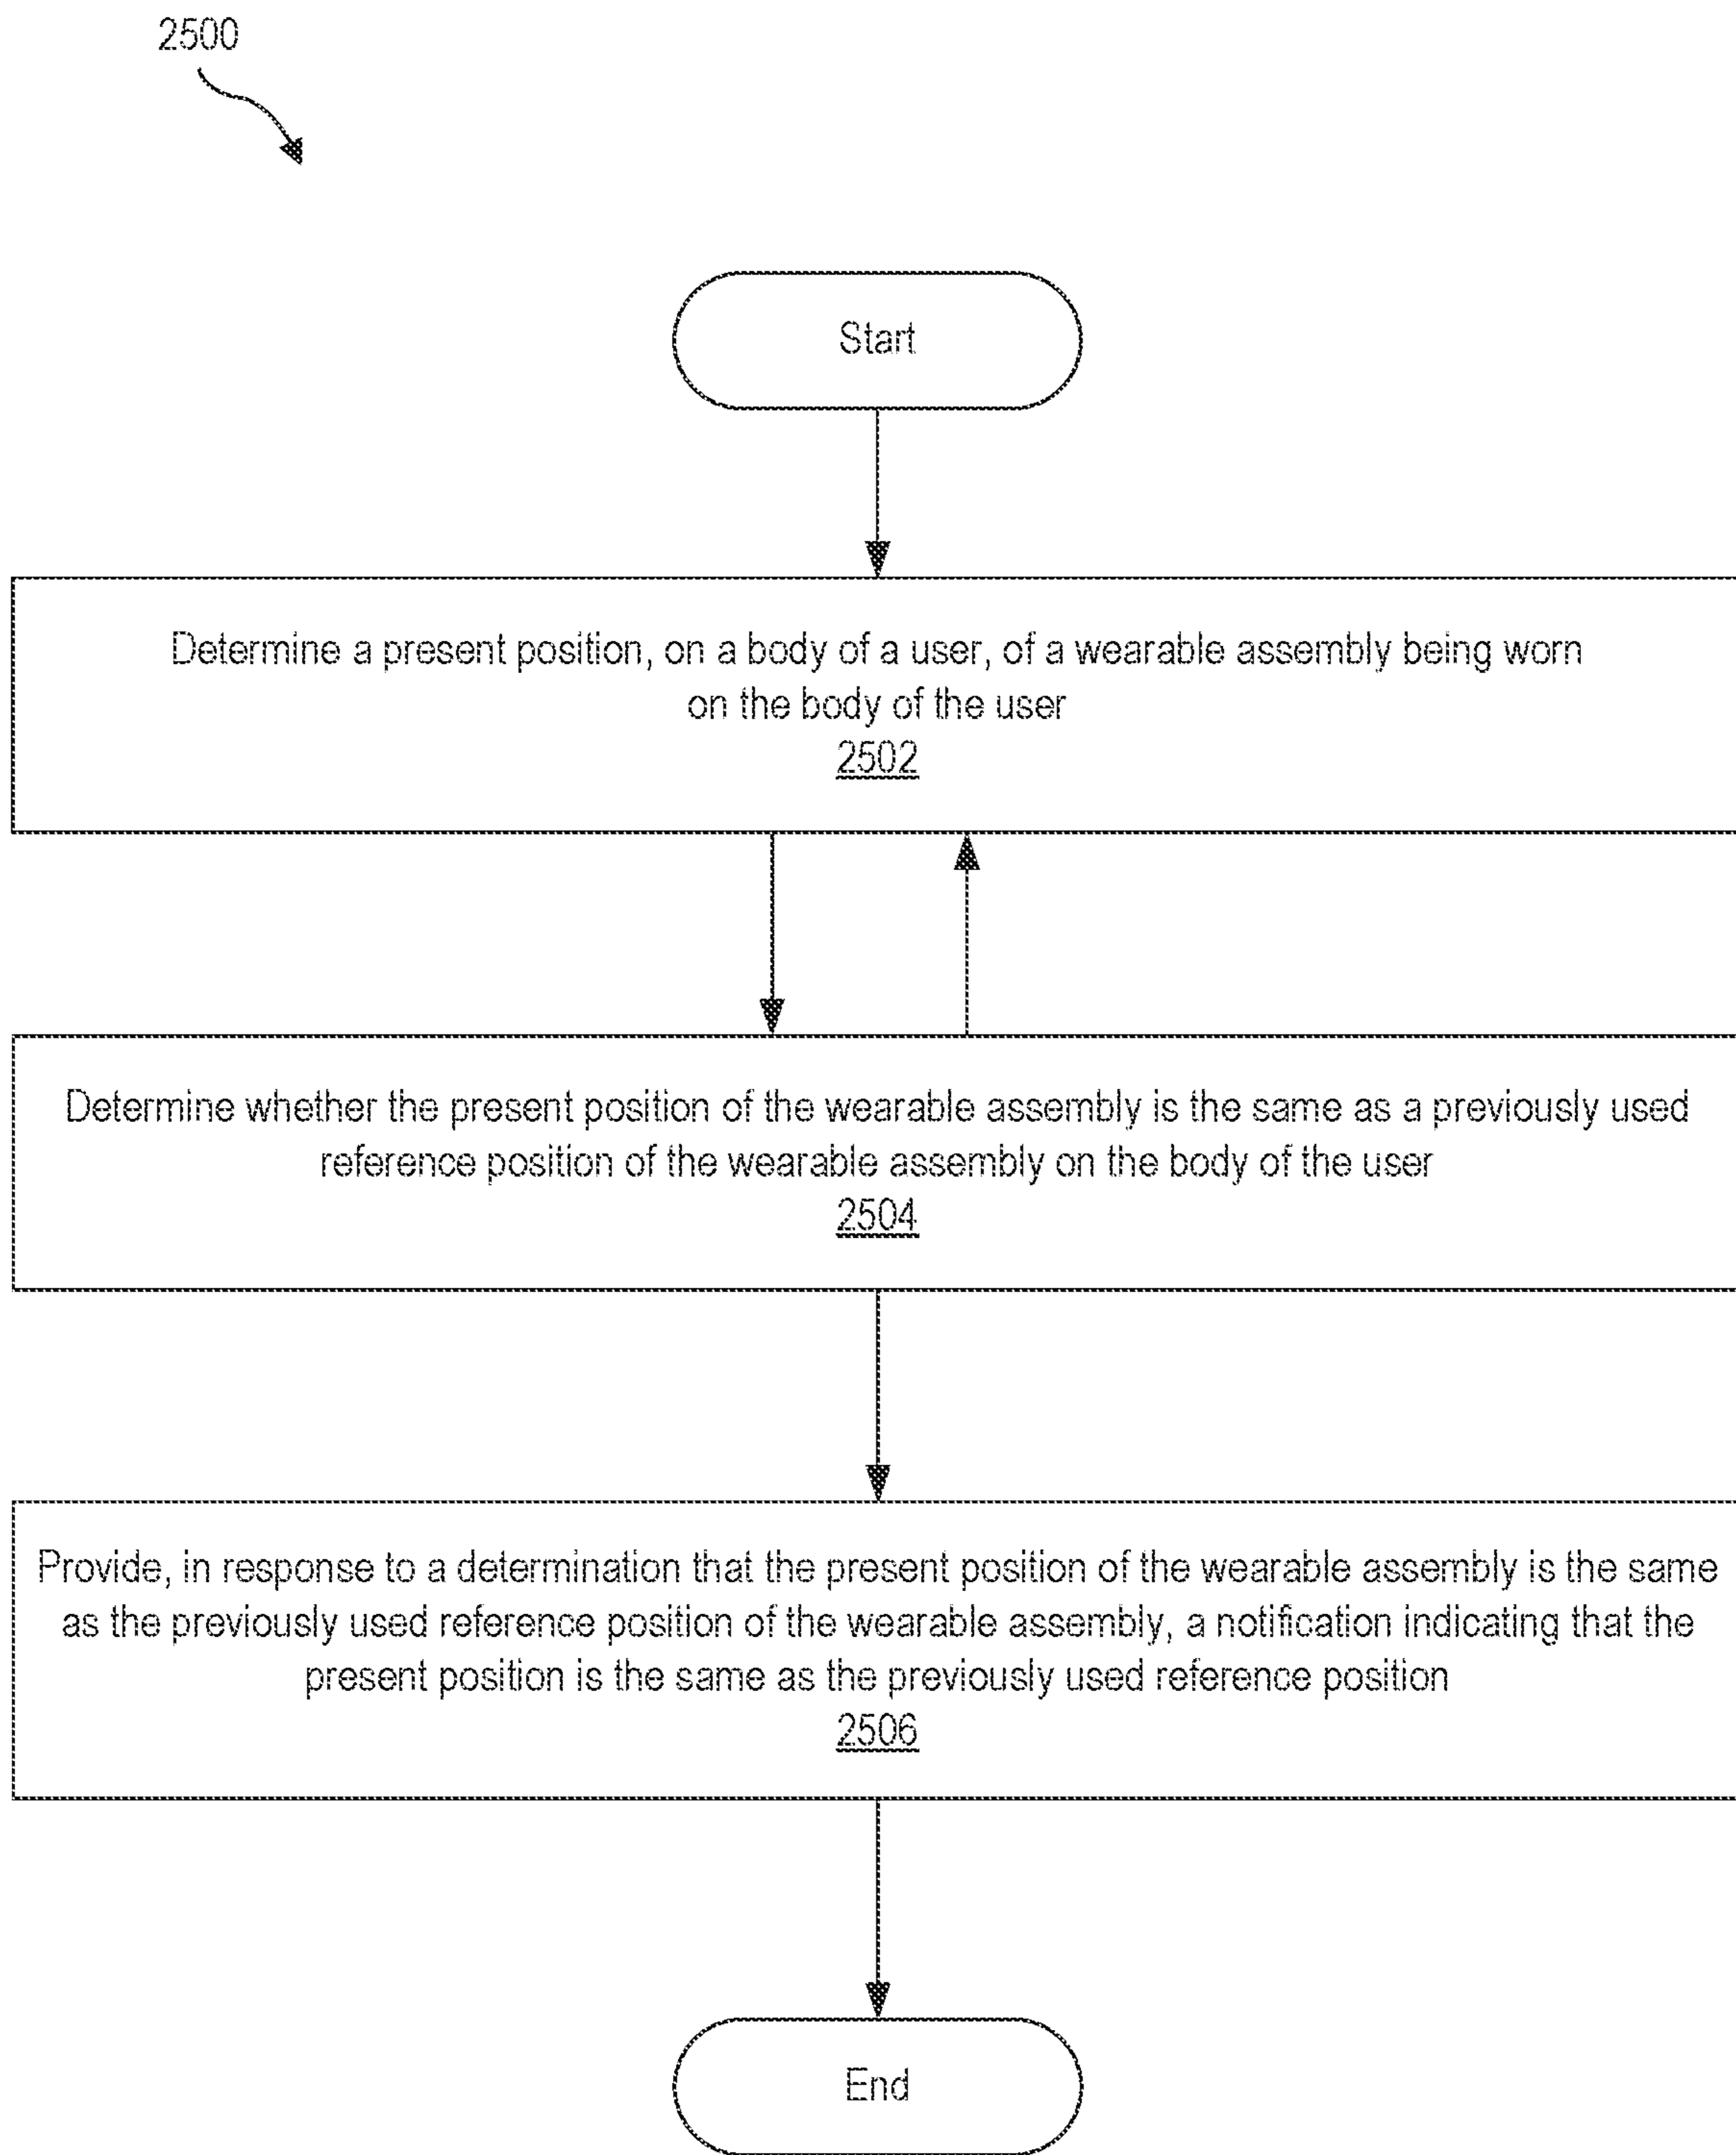 2500
Start
Determine a present position, on a body of a user, of a wearable assembly being worn
on the body of the user
2502
Determine whether the present position of the wearable assembly is the same as a previously used
reference position of the wearable assembly on the body of the user
2504
Provide, in response to a determination that the present position of the wearable assembly is the same
as the previously used reference position of the wearable assembly, a notification indicating that the
present position is the same as the previously used reference position
2506
End